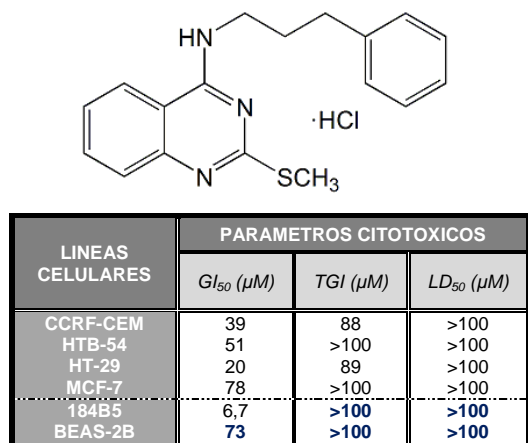 HN
N
·HCl
N
SCH3
PARAMETROS CITOTOXICOS
LINEAS CELULARES
GI50 (µM) TGI (µM) LD50 (µM)
CCRF-CEM 39 88 >100
HTB-54 51 >100 >100
HT-29 20 89 >100
MCF-7 78 >100 >100
184B5 6,7 >100 >100
BEAS-2B 73 >100 >100